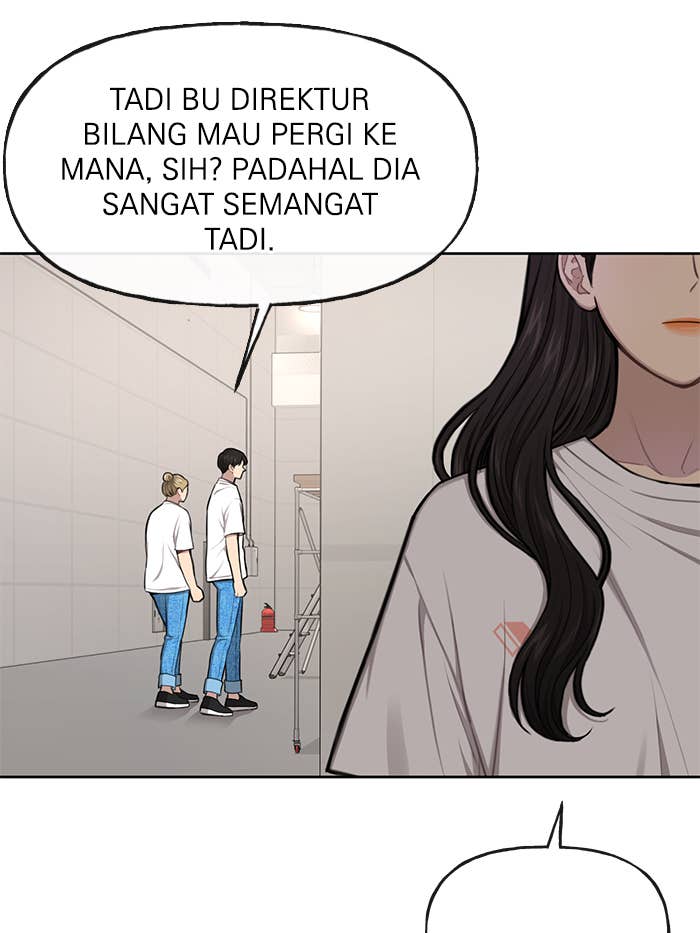 TADI BU DIREKTUR
BILANG MAU PERGI KE
MANA, SIH? PADAHAL DIA
SANGAT SEMANGAT
TADI.